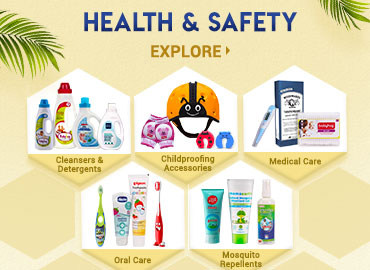 HEALTH & SAFETY
EXPLORE
Cleansers &
Detergents
Childproofing
Accessories
Medical Care
Oral Care
Mosquito
Repellents